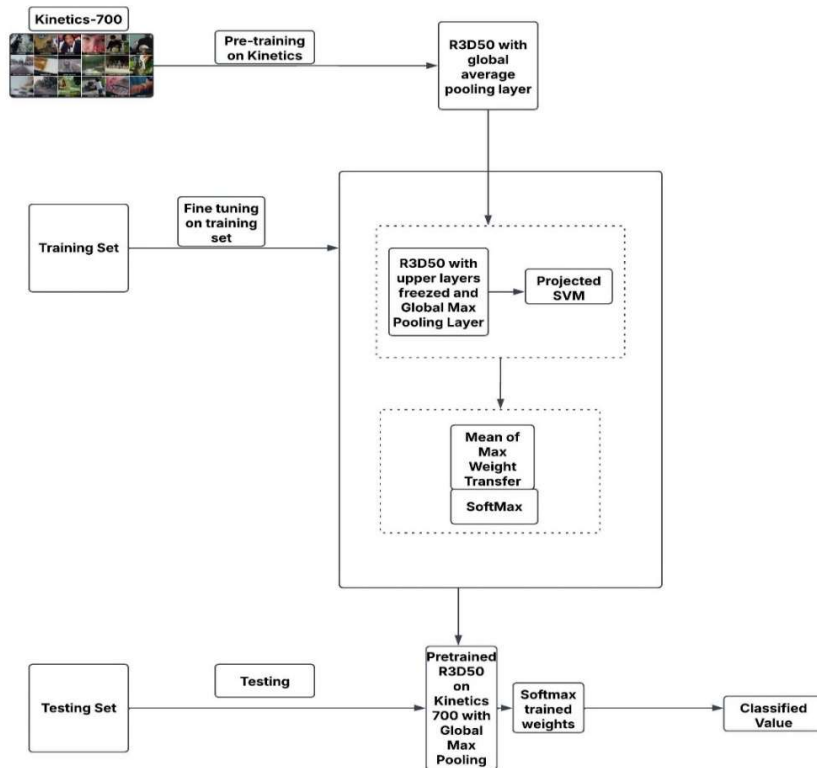 Kinetics-700
Pre-training
on Kinetics
R3D50 with
global
average
pooling layer
Training Set
Fine tuning
on training
set
R3D50 with
upper layers
freezed and
Global Max
Pooling Layer
Projected
SVM
Mean of
Max
Weight
Transfer
SoftMax
Testing Set
Testing
Pretrained
R3D50
on
Kinetics
700 with
Global
Max
Pooling
Softmax
trained
weights
Classified
Value